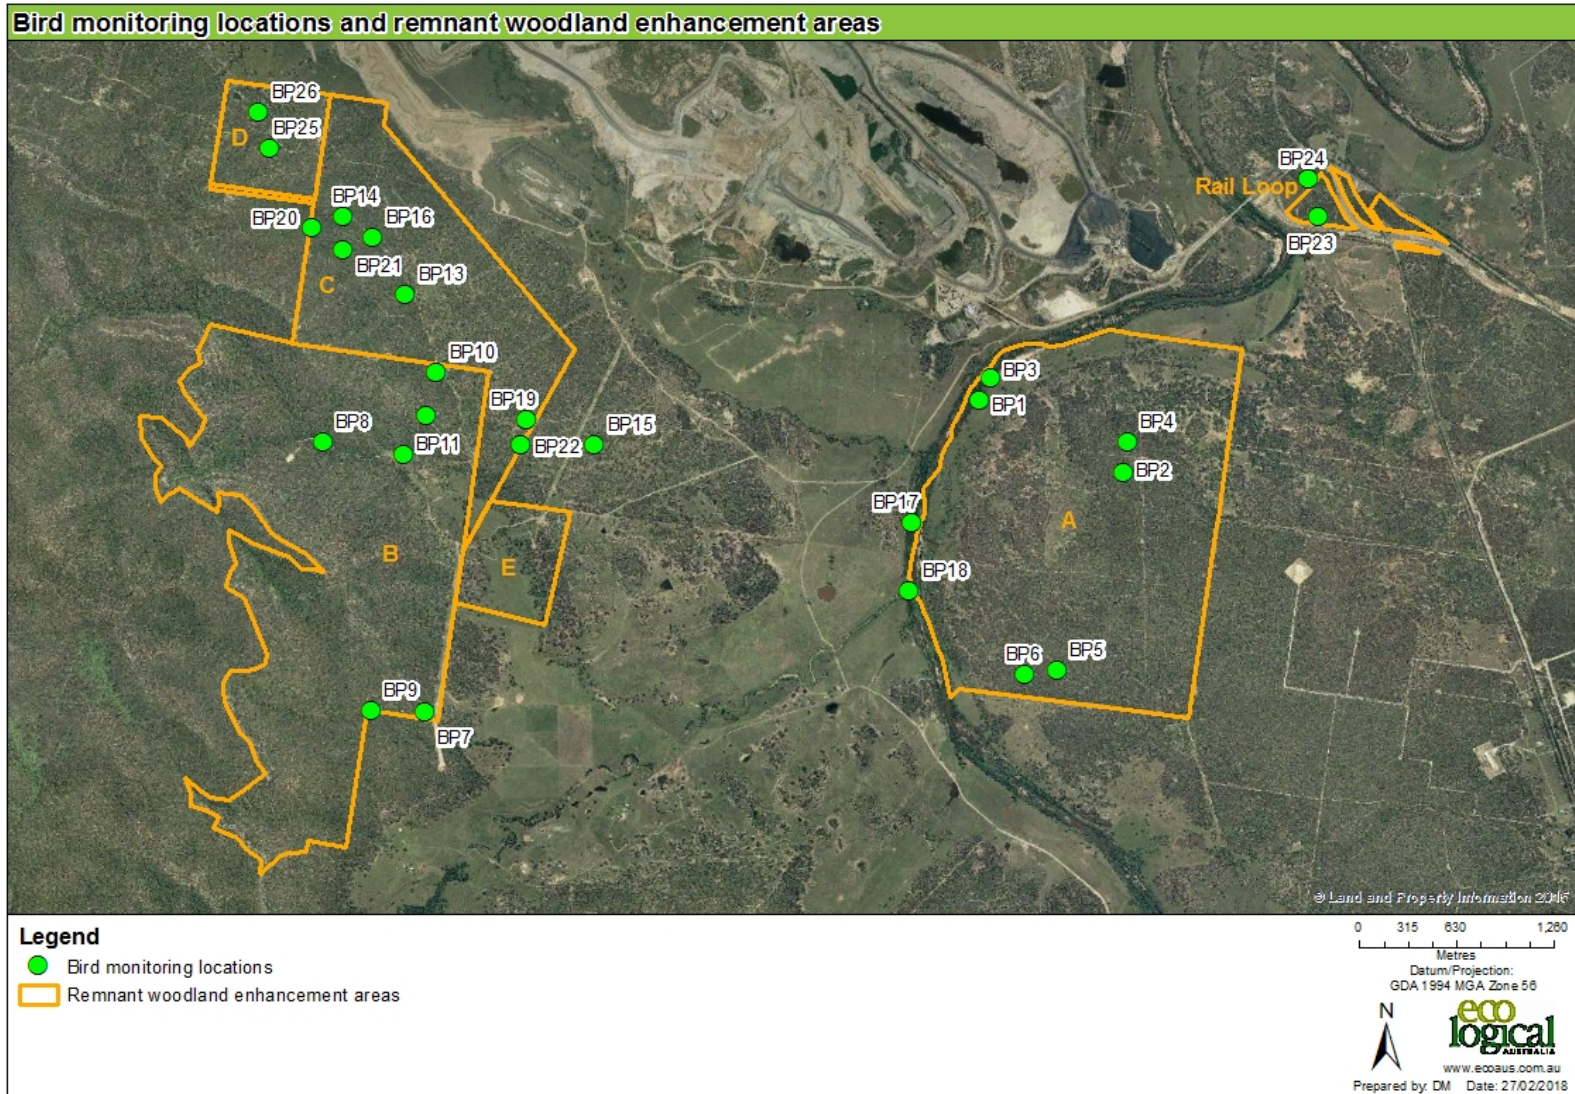 Bird monitoring locations and remnant woodland enhancement areas
BP26
D
BP25
BP14
BP20
BP16
BP21
C
BP13
BP24
Rail Loop
BP23
BP10
BP3
BP19
BP1
BP8
BP11
BP22
BP15
BP4
BP2
BP17
A
B
E
BP18
BP6
BP5
BP9
BP7
© Land and Property Information 2016
Legend
Bird monitoring locations
Remnant woodland enhancement areas
0 315 630 1,260
Metres
Datum/Projection:
GDA 1994 MGA Zone 56
N
eco
logical
AUSTRALIA
www.ecoaus.com.au
Prepared by: DM Date: 27/02/2018